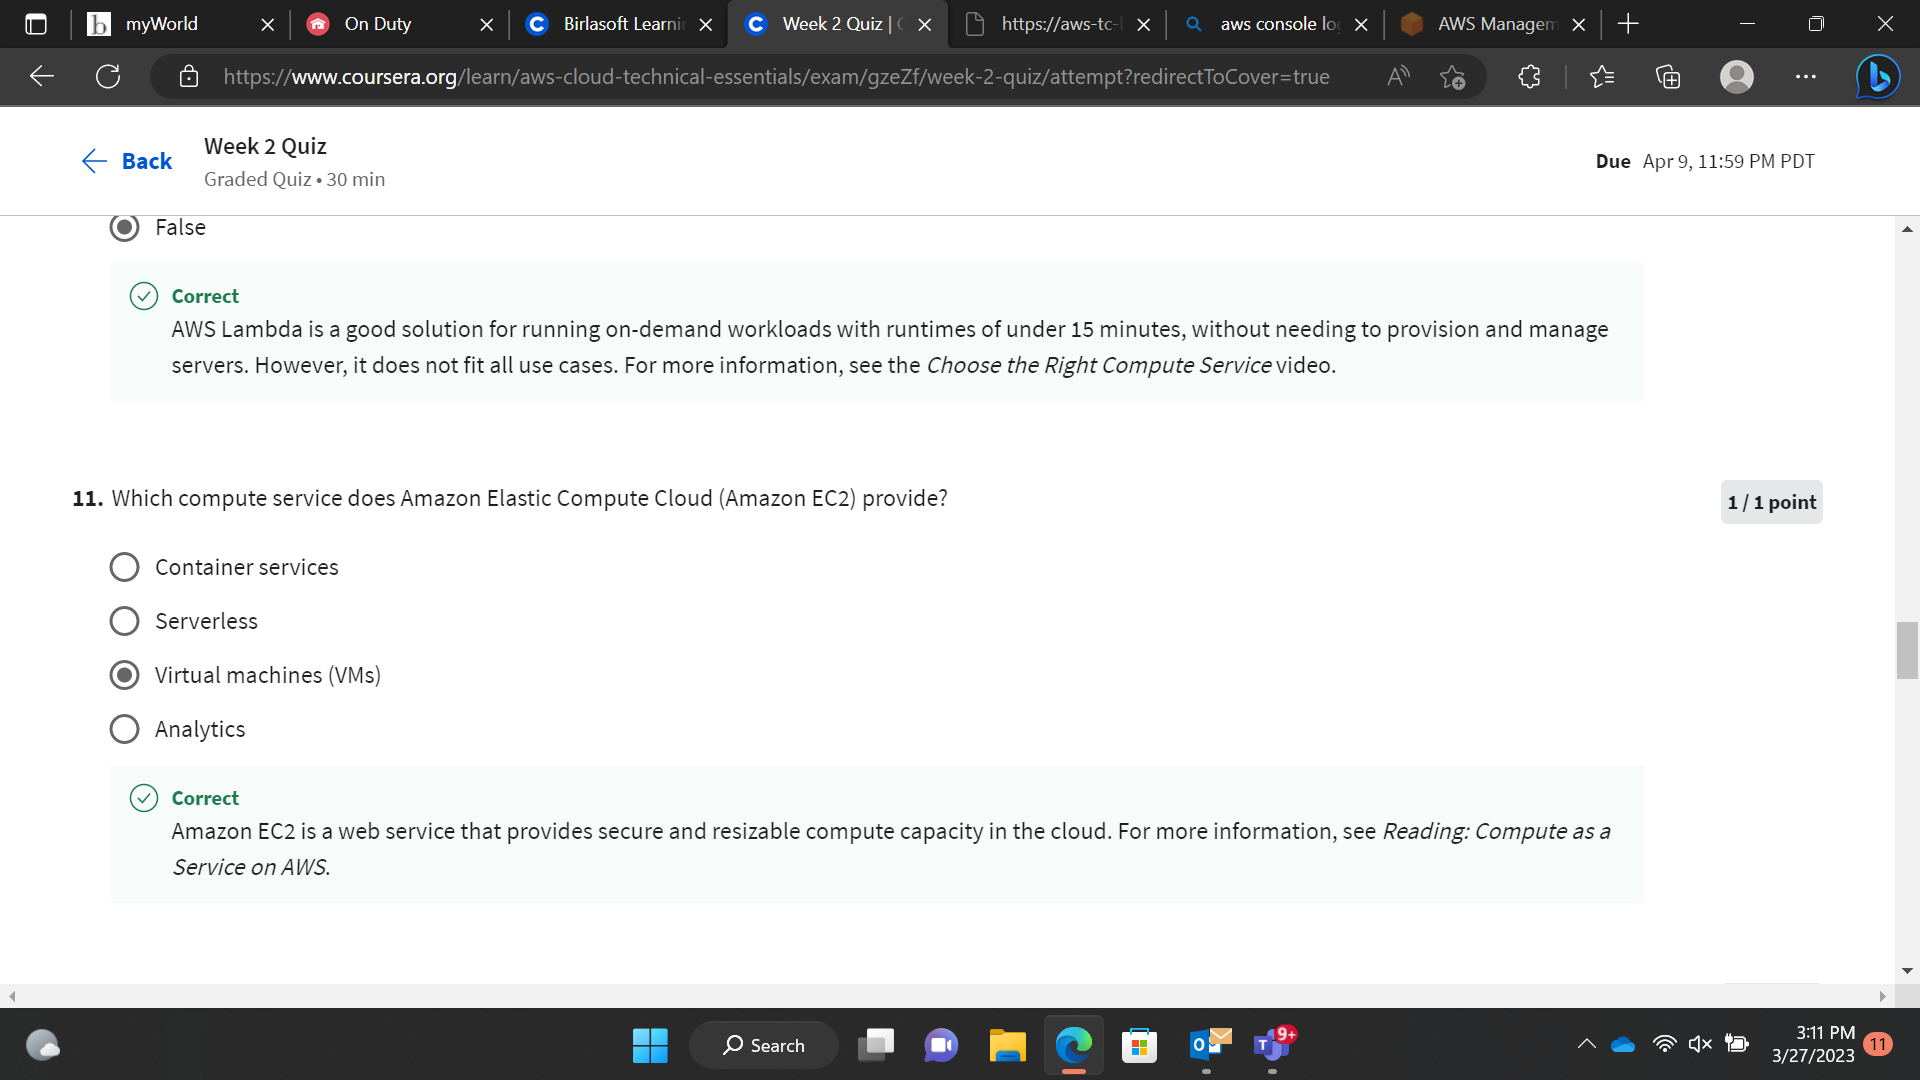 myWorld
On Duty
Birlasoft Learni
Week 2 Quiz |
https://aws-tc-
aws console lo
AWS Managem
https://www.coursera.org/learn/aws-cloud-technical-essentials/exam/gzeZf/week-2-quiz/attempt?redirectToCover=true
Back
Week 2 Quiz
Graded Quiz • 30 min
Due Apr 9, 11:59 PM PDT
False
Correct
AWS Lambda is a good solution for running on-demand workloads with runtimes of under 15 minutes, without needing to provision and manage
servers. However, it does not fit all use cases. For more information, see the Choose the Right Compute Service video.
11. Which compute service does Amazon Elastic Compute Cloud (Amazon EC2) provide?
1 / 1 point
Container services
Serverless
Virtual machines (VMs)
Analytics
Correct
Amazon EC2 is a web service that provides secure and resizable compute capacity in the cloud. For more information, see Reading: Compute as a
Service on AWS.
Search
9+
3:11 PM
3/27/2023
11